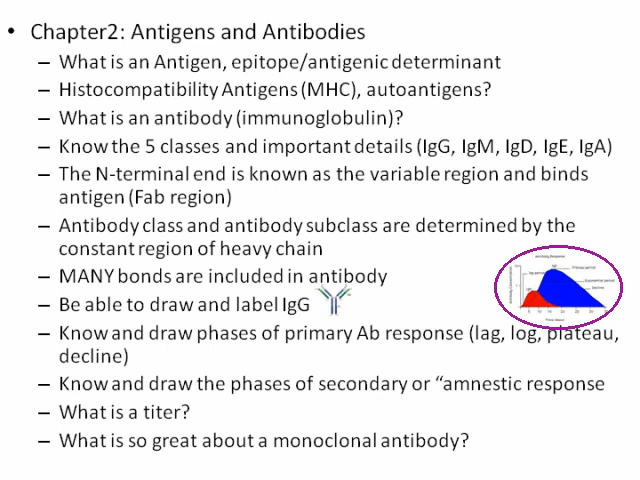 • Chapter2: Antigens and Antibodies
– What is an Antigen, epitope/antigenic determinant
– Histocompatibility Antigens (MHC), autoantigens?
– What is an antibody (immunoglobulin)?
– Know the 5 classes and important details (IgG, IgM, IgD, IgE, IgA)
– The N-terminal end is known as the variable region and binds
antigen (Fab region)
– Antibody class and antibody subclass are determined by the
constant region of heavy chain
– MANY bonds are included in antibody
– Be able to draw and label IgG
– Know and draw phases of primary Ab response (lag, log, plateau,
decline)
– Know and draw the phases of secondary or “amnestic response
– What is a titer?
– What is so great about a monoclonal antibody?